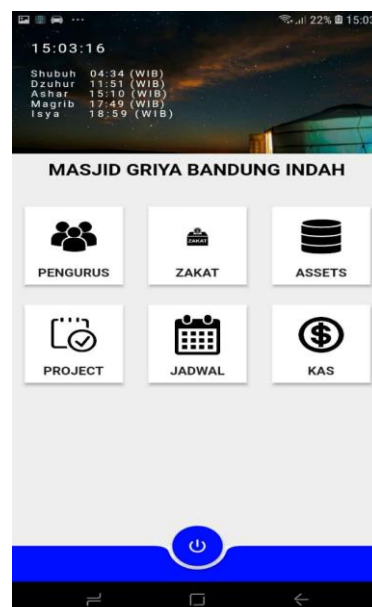 22% 15:03
15:03:16
Shubuh 04:34 (WIB)
Dzuhur 11:51 (WIB)
Ashar 15:10 (WIB)
Magrib 17:49 (WIB)
Isya 18:59 (WIB)
MASJID GRIYA BANDUNG INDAH
ZAKAT
PENGURUS ZAKAT ASSETS
PROJECT JADWAL KAS